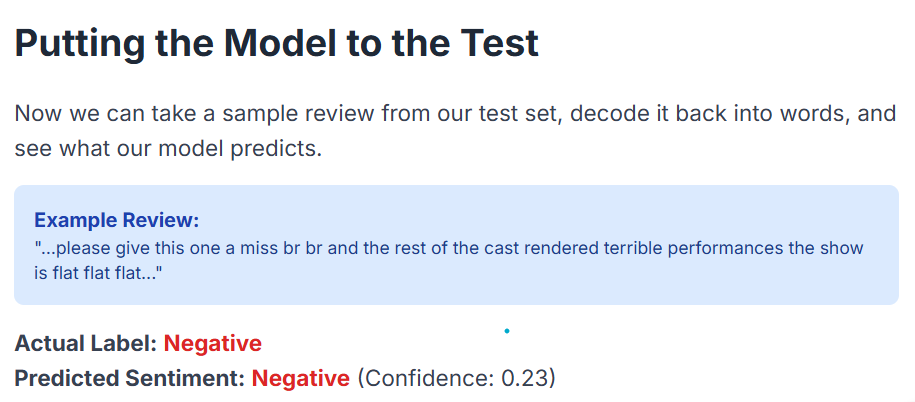 Putting the Model to the Test
Now we can take a sample review from our test set, decode it back into words, and
see what our model predicts.
Example Review:
"...please give this one a miss br br and the rest of the cast rendered terrible performances the show
is flat flat flat..."
Actual Label: Negative
Predicted Sentiment: Negative (Confidence: 0.23)